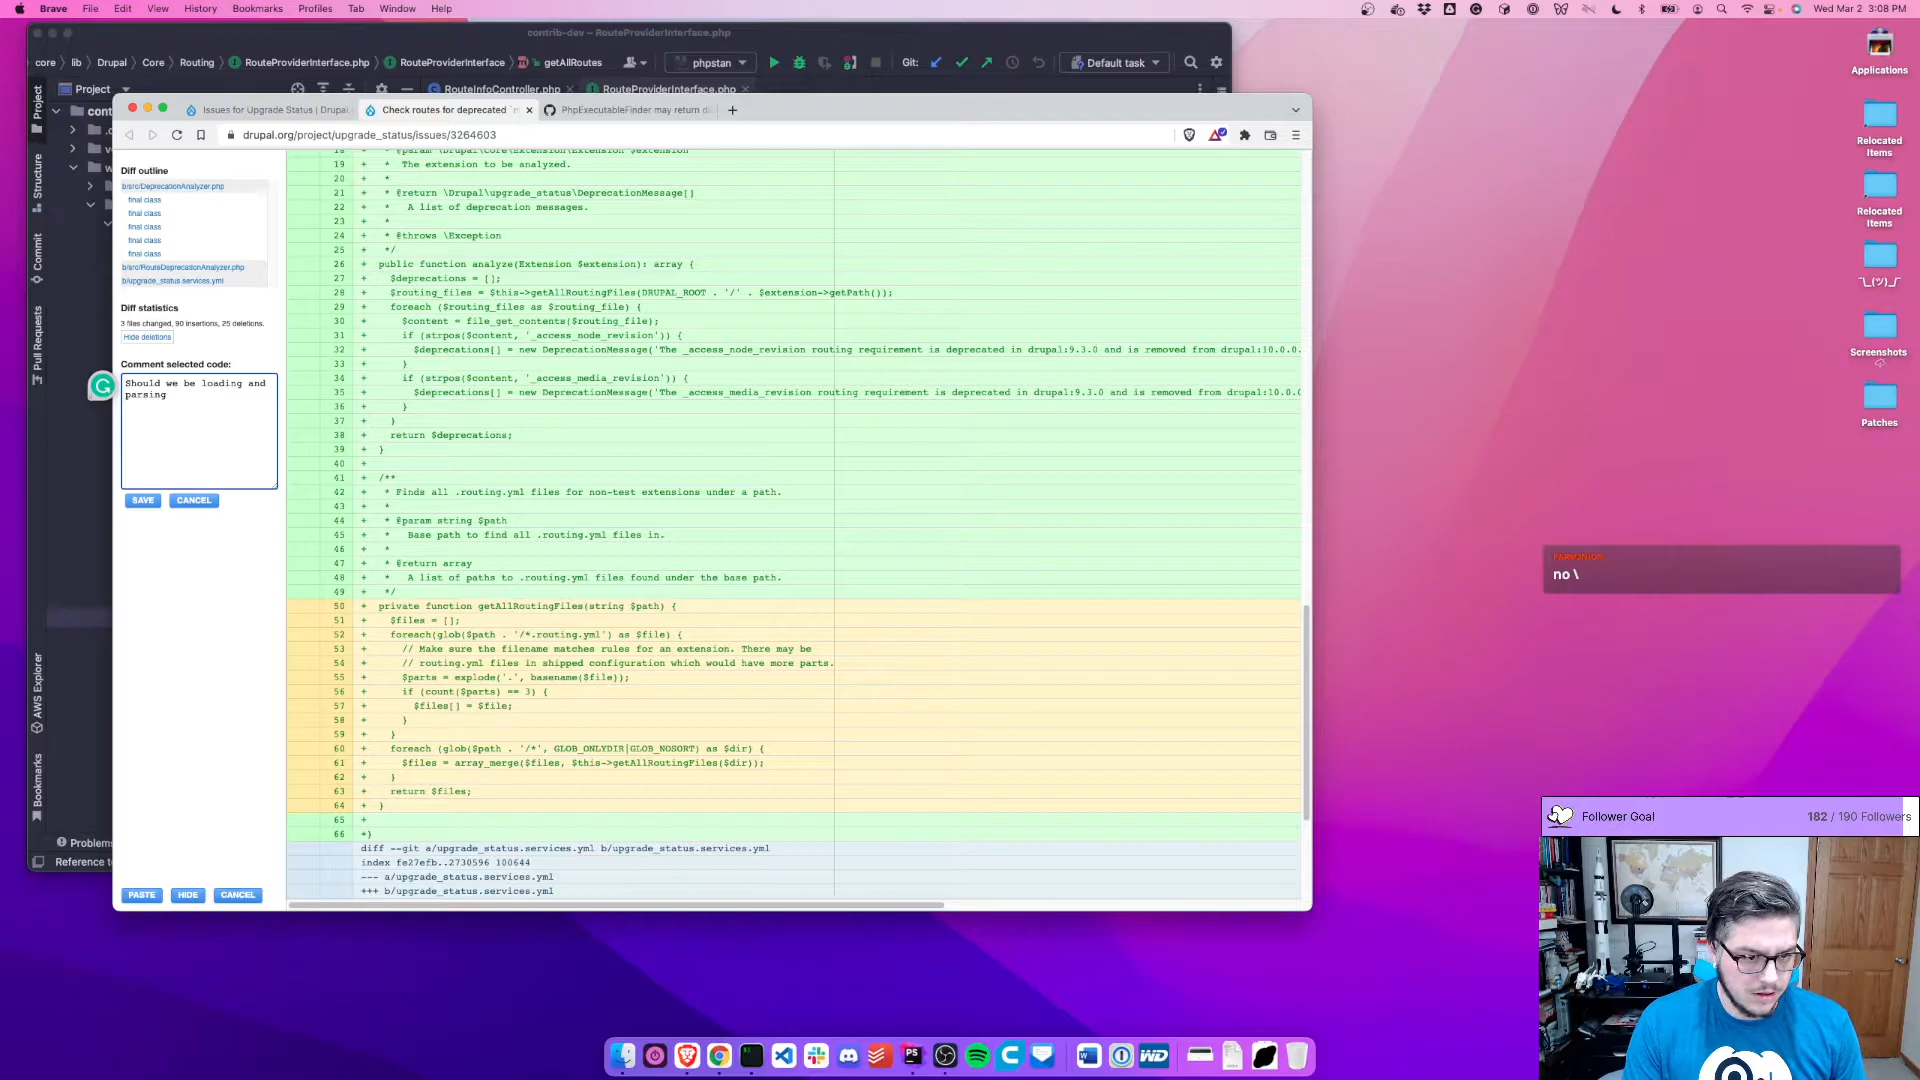 Brave File Edit View History Bookmarks Profiles Tab Window Help
Wed Mar 2 3:08 PM
contrib-dev – RouteProviderInterface.php
core lib Drupal Core Routing RouteProviderInterface.php RouteProviderInterface getAllRoutes phpstan Git: Default task
Project RouteInfoController.php RouteProviderInterface.php
Project
Structure
Commit
Pull Requests
AWS Explorer
Bookmarks
Issues for Upgrade Status | Drupal Check routes for deprecated PhpExecutableFinder may return
drupal.org/project/upgrade_status/issues/3264603
Diff outline
b/src/DeprecationAnalyzer.php
final class
final class
final class
final class
final class
b/src/RouteDeprecationAnalyzer.php
b/upgrade_status.services.yml
Diff statistics
3 files changed, 90 insertions, 25 deletions.
Hide deletions
Comment selected code:
Should we be loading and
parsing
SAVE CANCEL
PASTE HIDE CANCEL
18 + * @param \Drupal\Core\Extension\Extension $extension
19 + * The extension to be analyzed.
20 + *
21 + * @return \Drupal\upgrade_status\DeprecationMessage[]
22 + * A list of deprecation messages.
23 + *
24 + * @throws \Exception
25 + */
26 + public function analyze(Extension $extension): array {
27 + $deprecations = [];
28 + $routing_files = $this->getAllRoutingFiles(DRUPAL_ROOT . '/' . $extension->getPath());
29 + foreach ($routing_files as $routing_file) {
30 + $content = file_get_contents($routing_file);
31 + if (strpos($content, '_access_node_revision')) {
32 + $deprecations[] = new DeprecationMessage('The _access_node_revision routing requirement is deprecated in drupal:9.3.0 and is removed from drupal:10.0.0.
33 + }
34 + if (strpos($content, '_access_media_revision')) {
35 + $deprecations[] = new DeprecationMessage('The _access_media_revision routing requirement is deprecated in drupal:9.3.0 and is removed from drupal:10.0.0
36 + }
37 + }
38 + return $deprecations;
39 + }
40 +
41 + /**
42 + * Finds all .routing.yml files for non-test extensions under a path.
43 + *
44 + * @param string $path
45 + * Base path to find all .routing.yml files in.
46 + *
47 + * @return array
48 + * A list of paths to .routing.yml files found under the base path.
49 + */
50 + private function getAllRoutingFiles(string $path) {
51 + $files = [];
52 + foreach(glob($path . '/*.routing.yml') as $file) {
53 + // Make sure the filename matches rules for an extension. There may be
54 + // routing.yml files in shipped configuration which would have more parts.
55 + $parts = explode('.', basename($file));
56 + if (count($parts) == 3) {
57 + $files[] = $file;
58 + }
59 + }
60 + foreach (glob($path . '/*', GLOB_ONLYDIR|GLOB_NOSORT) as $dir) {
61 + $files = array_merge($files, $this->getAllRoutingFiles($dir));
62 + }
63 + return $files;
64 + }
65 +
66 +}
diff --git a/upgrade_status.services.yml b/upgrade_status.services.yml
index fe27efb..2730596 100644
--- a/upgrade_status.services.yml
+++ b/upgrade_status.services.yml
Problems
Reference to
Applications
Relocated
Items
Relocated
Items
¯\_(ツ)_/¯
Screenshots
Patches
no \
Follower Goal 182 / 190 Followers
PS
WD